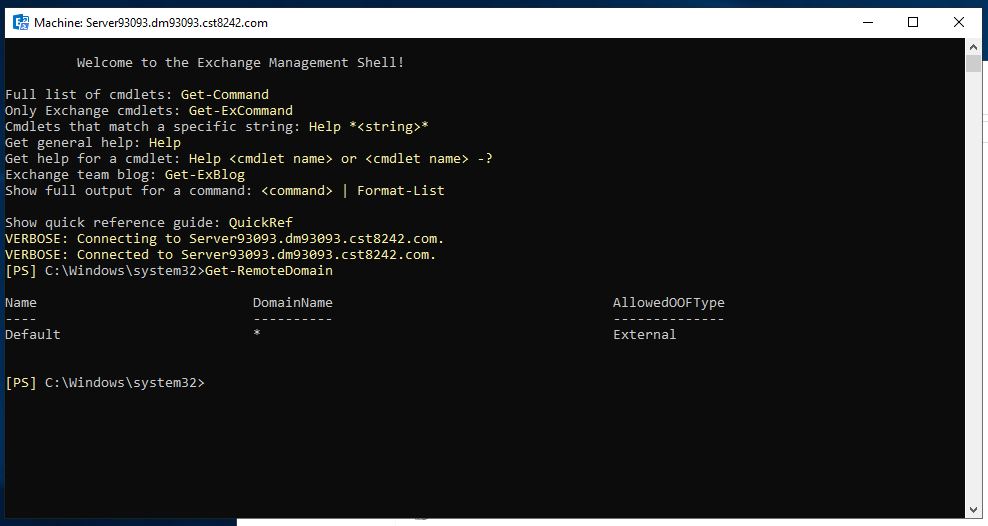 Machine: Server93093.dm93093.cst8242.com
Welcome to the Exchange Management Shell!
Full list of cmdlets: Get-Command
Only Exchange cmdlets: Get-ExCommand
Cmdlets that match a specific string: Help *<string>*
Get general help: Help
Get help for a cmdlet: Help <cmdlet name> or <cmdlet name> -?
Exchange team blog: Get-ExBlog
Show full output for a command: <command> | Format-List
Show quick reference guide: QuickRef
VERBOSE: Connecting to Server93093.dm93093.cst8242.com.
VERBOSE: Connected to Server93093.dm93093.cst8242.com.
[PS] C:\Windows\system32>Get-RemoteDomain
Name DomainName AllowedOOFType
---- ---------- --------------
Default * External
[PS] C:\Windows\system32>